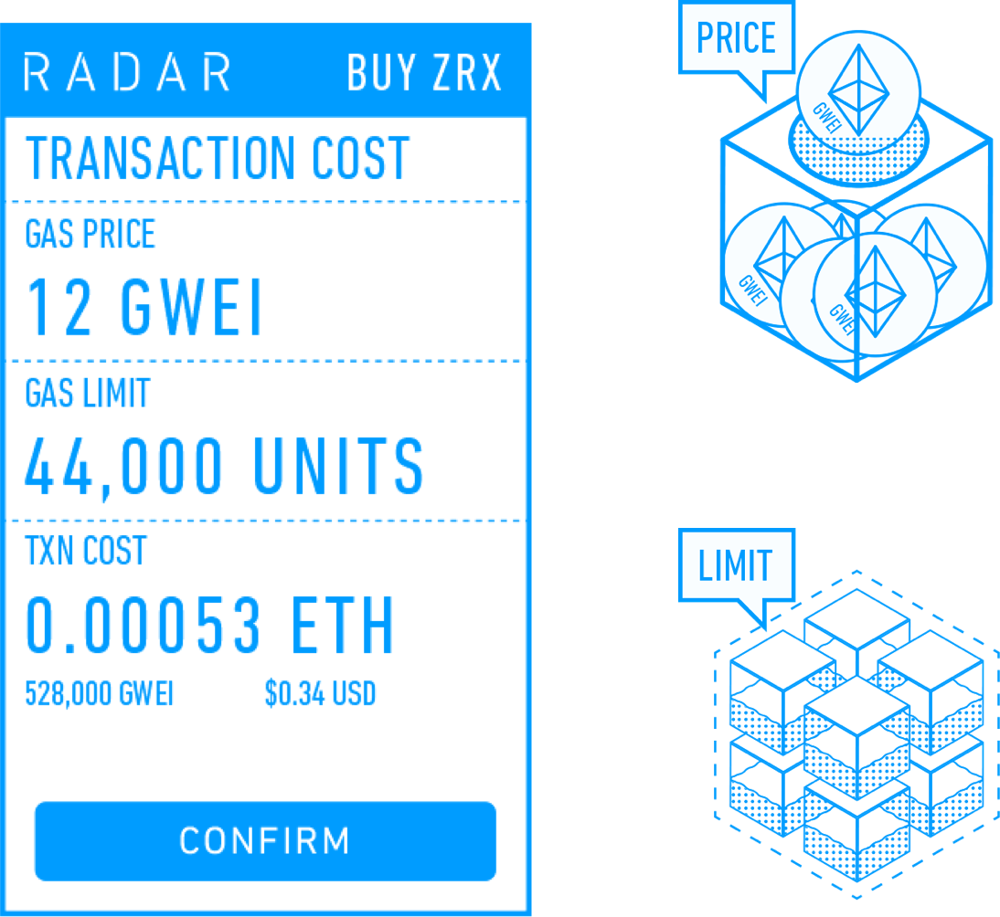 RADAR BUY ZRX
TRANSACTION COST
GAS PRICE
12 GWEI
GAS LIMIT
44,000 UNITS
TXN COST
0.00053 ETH
528,000 GWEI $0.34 USD
CONFIRM
PRICE
GWEI
GWEI
GWEI
LIMIT